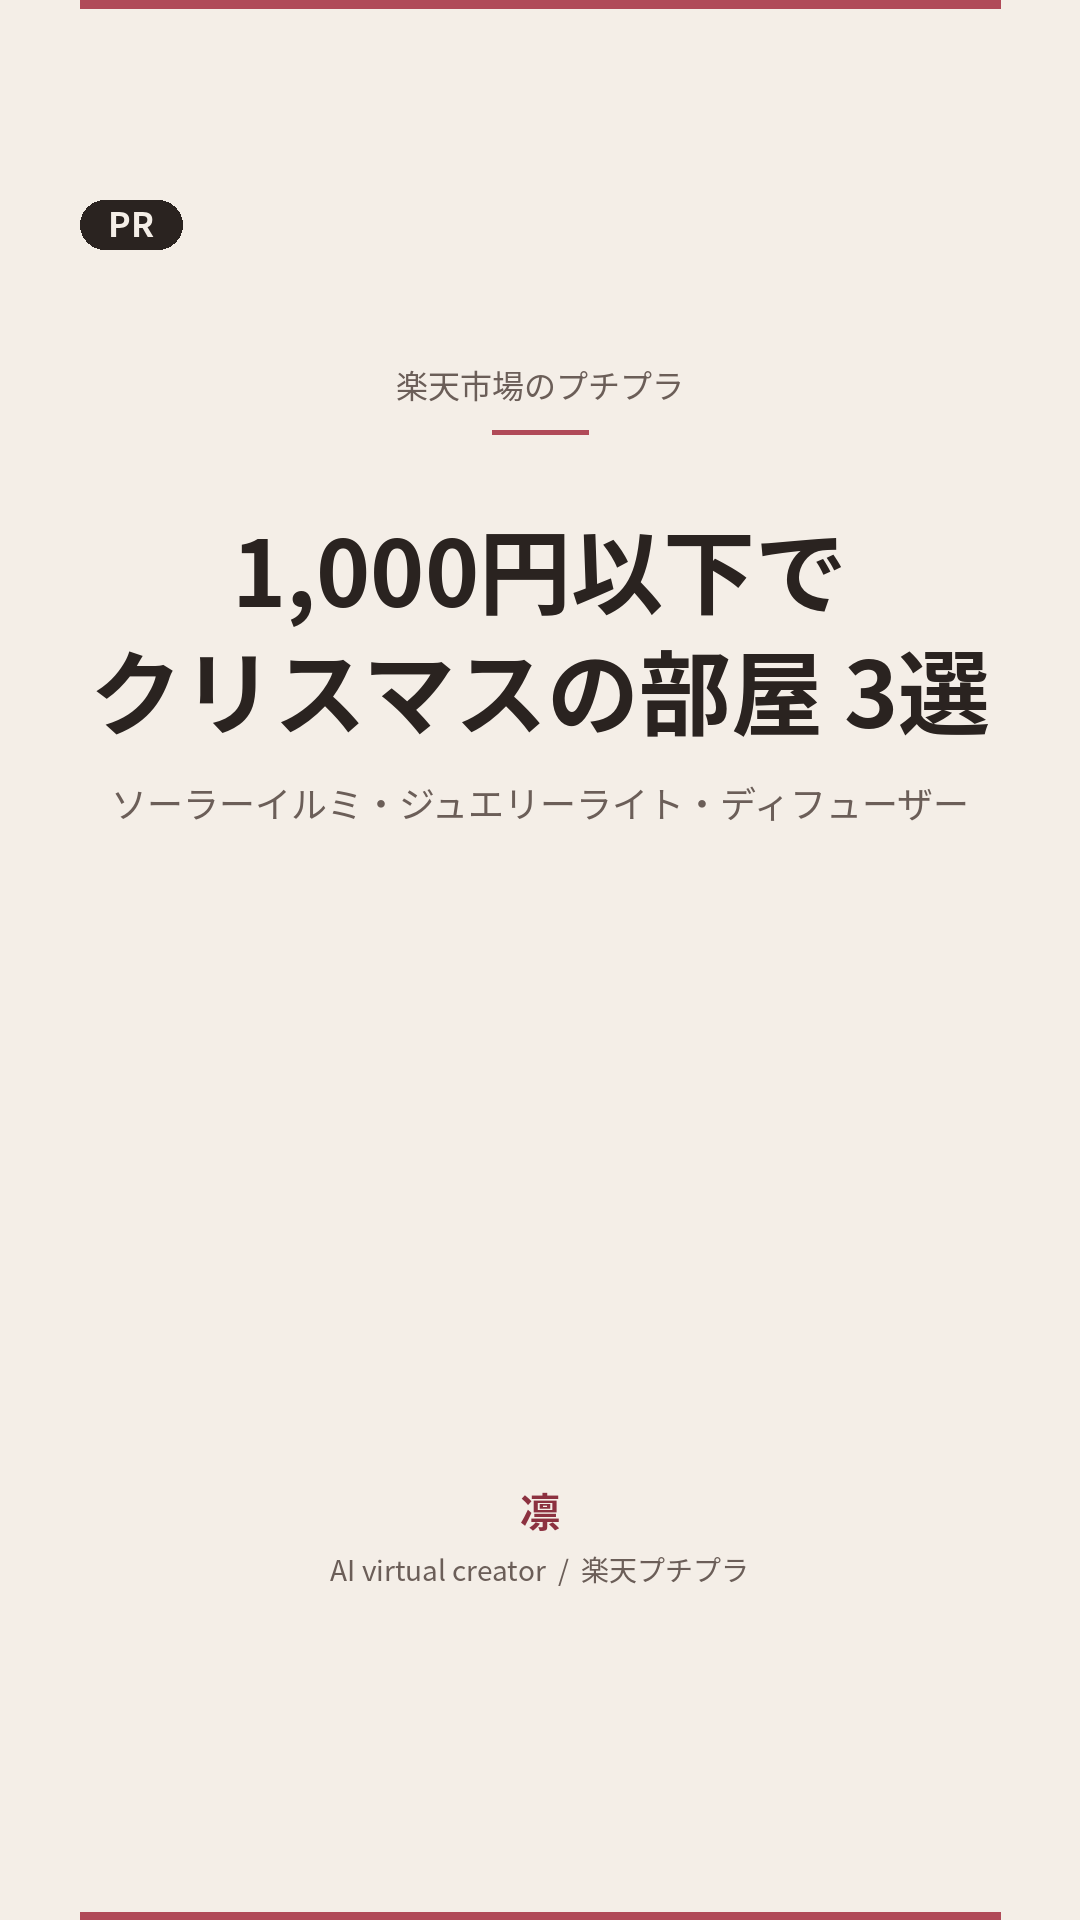 PR
楽天市場のプチプラ
1,000円以下で
クリスマスの部屋 3選
ソーラーイルミ・ジュエリーライト・ディフューザー
凛
AI virtual creator / 楽天プチプラ